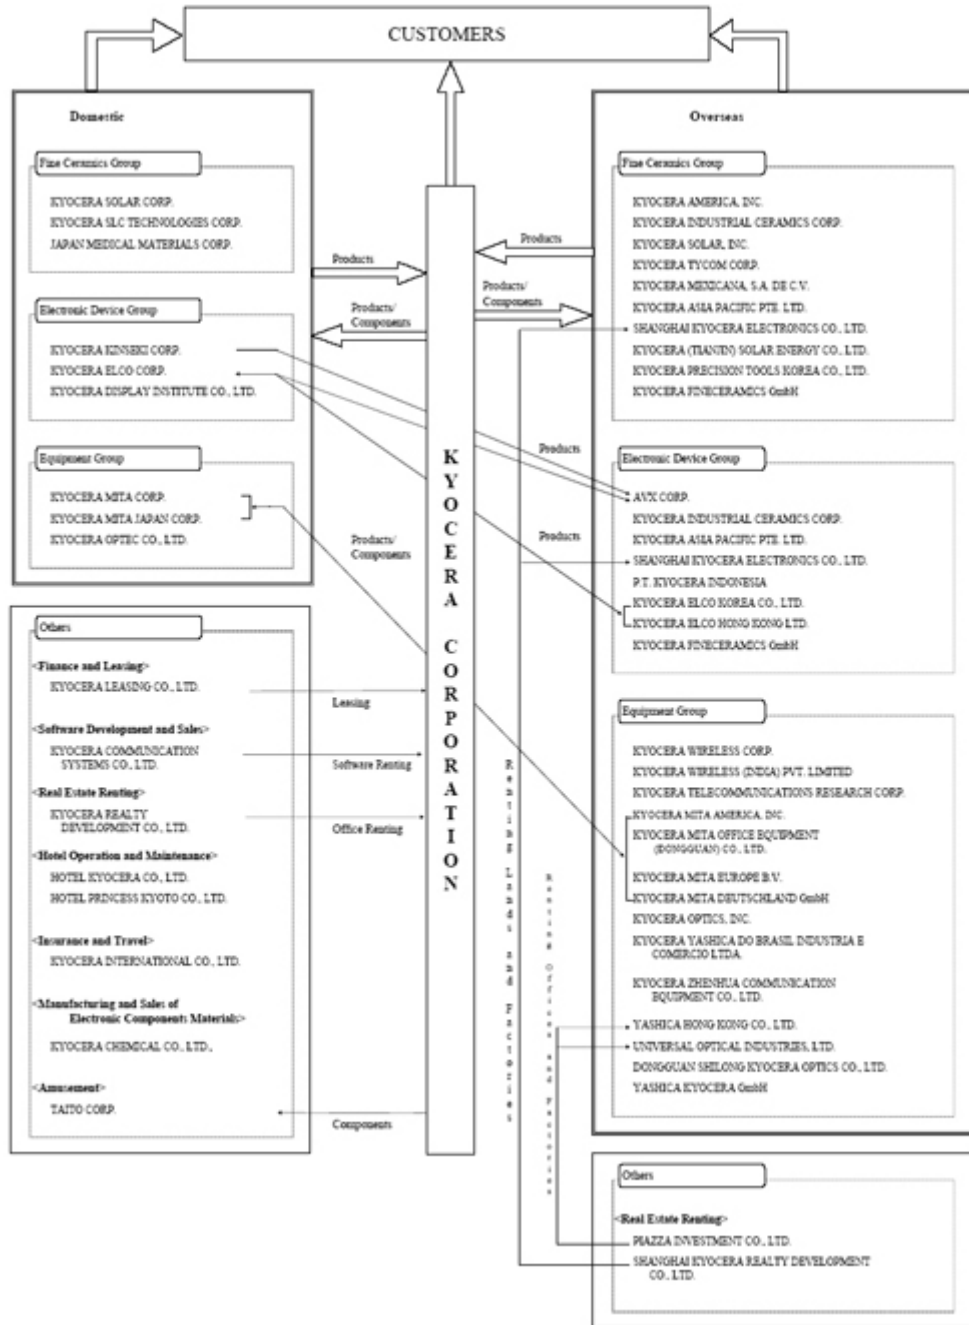 CUSTOMERS
Domestic
Fine Ceramics Group
KYOCERA SOLAR CORP.
KYOCERA SLC TECHNOLOGIES CORP.
JAPAN MEDICAL MATERIALS CORP.
Electronic Device Group
KYOCERA KINSEKI CORP.
KYOCERA ELCO CORP.
KYOCERA DISPLAY INSTITUTE CO., LTD.
Equipment Group
KYOCERA MITA CORP.
KYOCERA MITA JAPAN CORP.
KYOCERA OPTEC CO., LTD.
Others
<Finance and Leasing>
KYOCERA LEASING CO., LTD.
<Software Development and Sales>
KYOCERA COMMUNICATION
SYSTEMS CO., LTD.
<Real Estate Renting>
KYOCERA REALTY
DEVELOPMENT CO., LTD.
<Hotel Operation and Maintenance>
HOTEL KYOCERA CO., LTD.
HOTEL PRINCESS KYOTO CO., LTD.
<Insurance and Travel>
KYOCERA INTERNATIONAL CO., LTD.
<Manufacturing and Sales of
Electronic Components Materials>
KYOCERA CHEMICAL CO., LTD.,
<Amusement>
TAITO CORP.
Products
Products/
Components
Products/
Components
Leasing
Software Renting
Office Renting
Components
KYOCERA CORPORATION
Products
Products/
Components
Products
Products
Renting Lands and Factories
Renting Offices and Factories
Overseas
Fine Ceramics Group
KYOCERA AMERICA, INC.
KYOCERA INDUSTRIAL CERAMICS CORP.
KYOCERA SOLAR, INC.
KYOCERA TYCOM CORP.
KYOCERA MEXICANA, S.A. DE C.V.
KYOCERA ASIA PACIFIC PTE. LTD.
SHANGHAI KYOCERA ELECTRONICS CO., LTD.
KYOCERA (TIANJIN) SOLAR ENERGY CO., LTD.
KYOCERA PRECISION TOOLS KOREA CO., LTD.
KYOCERA FINECERAMICS GmbH
Electronic Device Group
AVX CORP.
KYOCERA INDUSTRIAL CERAMICS CORP.
KYOCERA ASIA PACIFIC PTE. LTD.
SHANGHAI KYOCERA ELECTRONICS CO., LTD.
P.T. KYOCERA INDONESIA
KYOCERA ELCO KOREA CO., LTD.
KYOCERA ELCO HONG KONG LTD.
KYOCERA FINECERAMICS GmbH
Equipment Group
KYOCERA WIRELESS CORP.
KYOCERA WIRELESS (INDIA) PVT. LIMITED
KYOCERA TELECOMMUNICATIONS RESEARCH CORP.
KYOCERA MITA AMERICA, INC.
KYOCERA MITA OFFICE EQUIPMENT
(DONGGUAN) CO., LTD.
KYOCERA MITA EUROPE B.V.
KYOCERA MITA DEUTSCHLAND GmbH
KYOCERA OPTICS, INC.
KYOCERA YASHICA DO BRASIL INDUSTRIA E
COMERCIO LTDA.
KYOCERA ZHENHUA COMMUNICATION
EQUIPMENT CO., LTD.
YASHICA HONG KONG CO., LTD.
UNIVERSAL OPTICAL INDUSTRIES, LTD.
DONGGUAN SHILONG KYOCERA OPTICS CO., LTD.
YASHICA KYOCERA GmbH
Others
<Real Estate Renting>
PIAZZA INVESTMENT CO., LTD.
SHANGHAI KYOCERA REALTY DEVELOPMENT
CO., LTD.